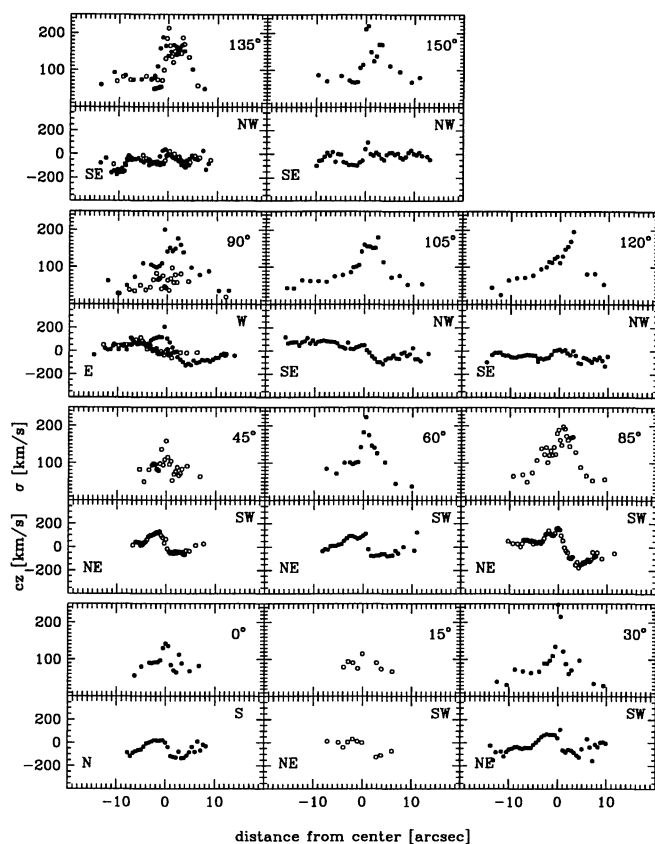 200 135° 150°
100
200 NW NW
0
−200 SE SE
200 90° 105° 120°
100
200 W NW NW
0
−200 E SE SE
σ [km/s] 200 45° 60° 85°
100
cz [km/s] 200 SW SW SW
0
−200 NE NE NE
200 0° 15° 30°
100
200 S SW SW
0
−200 N NE NE
−10 0 10 −10 0 10 −10 0 10
distance from center [arcsec]